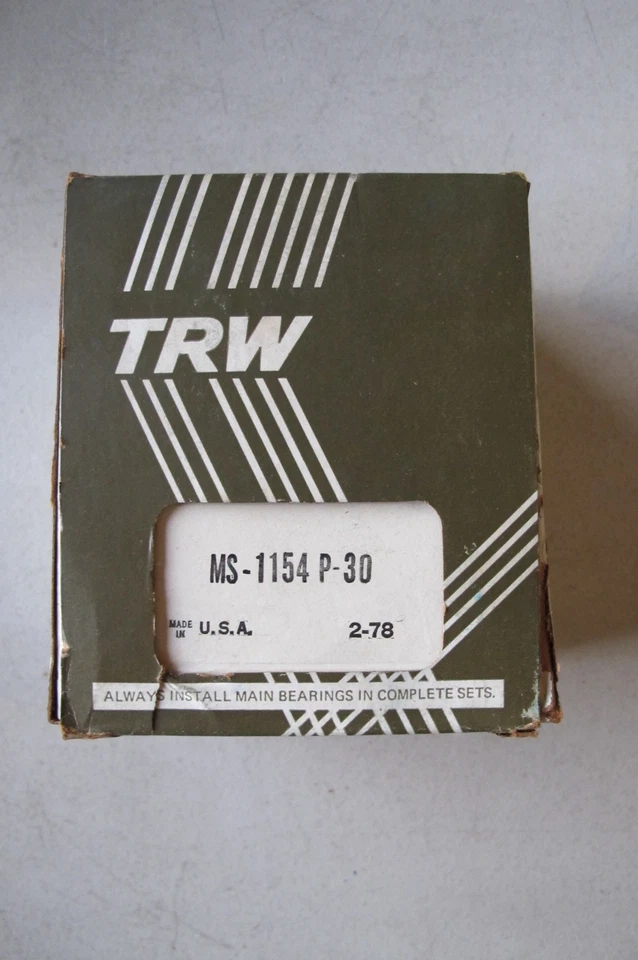 TRW
MS-1154 P-30
MADE IN U.S.A. 2-78
ALWAYS INSTALL MAIN BEARINGS IN COMPLETE SETS.